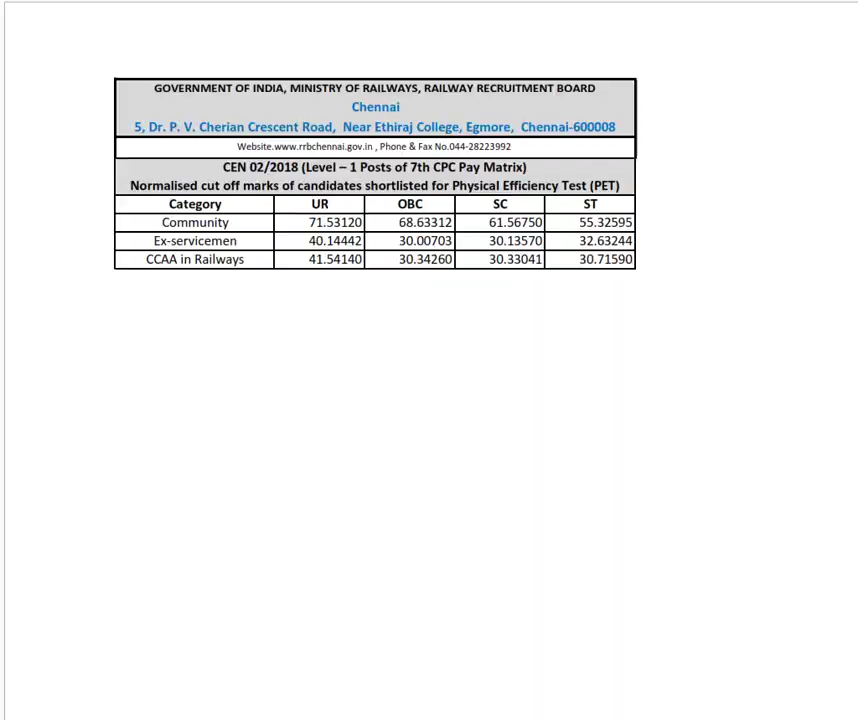 GOVERNMENT OF INDIA, MINISTRY OF RAILWAYS, RAILWAY RECRUITMENT BOARD
Chennai
5, Dr. P. V. Cherian Crescent Road, Near Ethiraj College, Egmore, Chennai-600008
Website.www.rrbchennai.gov.in , Phone & Fax No.044-28223992
CEN 02/2018 (Level – 1 Posts of 7th CPC Pay Matrix)
Normalised cut off marks of candidates shortlisted for Physical Efficiency Test (PET)
Category UR OBC SC ST
Community 71.53120 68.63312 61.56750 55.32595
Ex-servicemen 40.14442 30.00703 30.13570 32.63244
CCAA in Railways 41.54140 30.34260 30.33041 30.71590